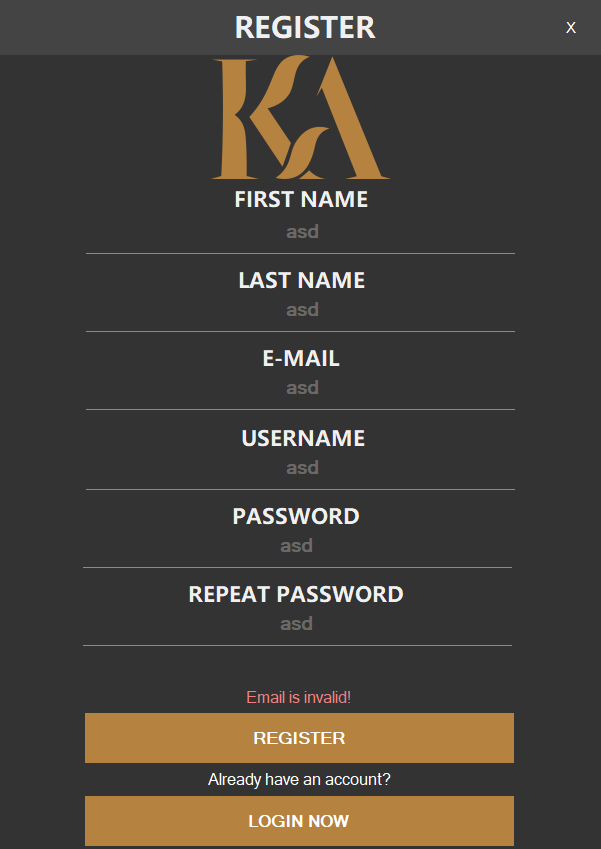 REGISTER
X
KA
FIRST NAME
asd
LAST NAME
asd
E-MAIL
asd
USERNAME
asd
PASSWORD
asd
REPEAT PASSWORD
asd
Email is invalid!
REGISTER
Already have an account?
LOGIN NOW